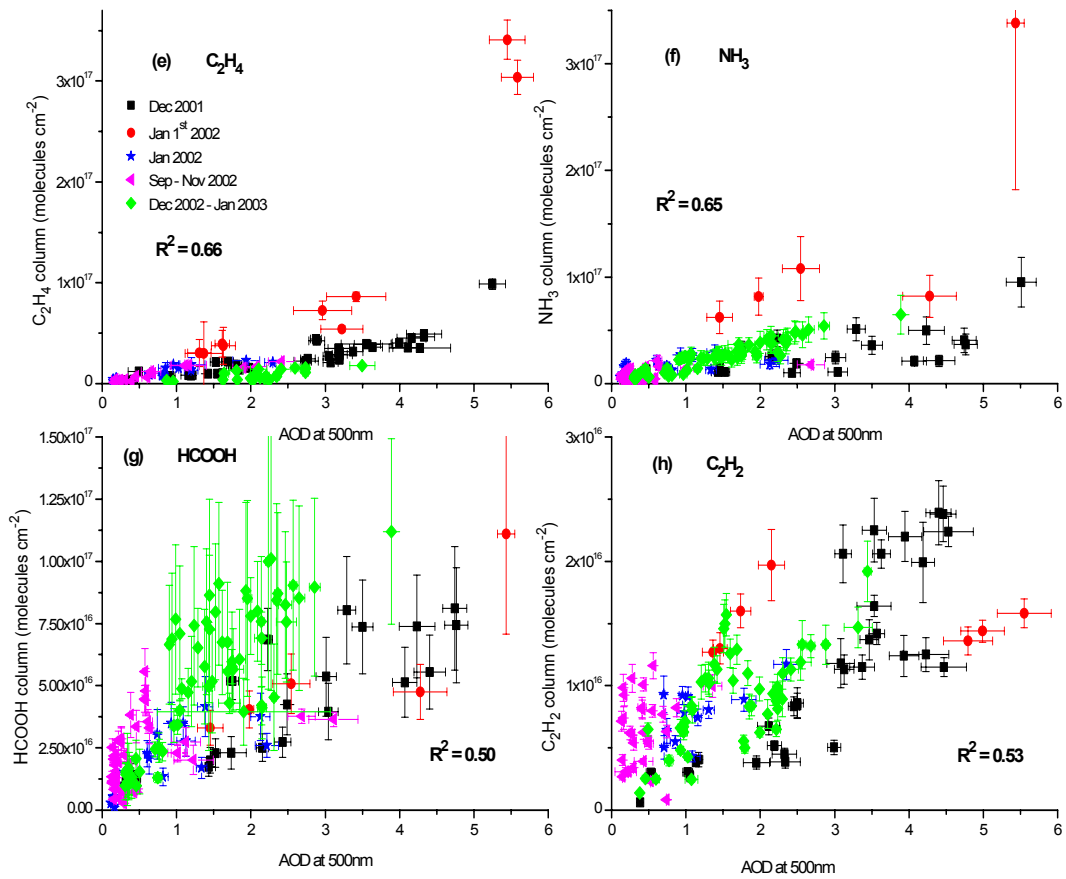 (e) C₂H₄
Dec 2001
Jan 1ˢᵗ 2002
Jan 2002
Sep - Nov 2002
Dec 2002 - Jan 2003
R² = 0.66
C₂H₄ column (molecules cm⁻²)
3x10¹⁷
2x10¹⁷
1x10¹⁷
0
0 1 2 3 4 5 6
AOD at 500nm
(f) NH₃
R² = 0.65
NH₃ column (molecules cm⁻²)
3x10¹⁷
2x10¹⁷
1x10¹⁷
0
0 1 2 3 4 5 6
AOD at 500nm
(g) HCOOH
R² = 0.50
HCOOH column (molecules cm⁻²)
1.50x10¹⁷
1.25x10¹⁷
1.00x10¹⁷
7.50x10¹⁶
5.00x10¹⁶
2.50x10¹⁶
0.00
0 1 2 3 4 5 6
AOD at 500nm
(h) C₂H₂
R² = 0.53
C₂H₂ column (molecules cm⁻²)
3x10¹⁶
2x10¹⁶
1x10¹⁶
0
0 1 2 3 4 5 6
AOD at 500nm